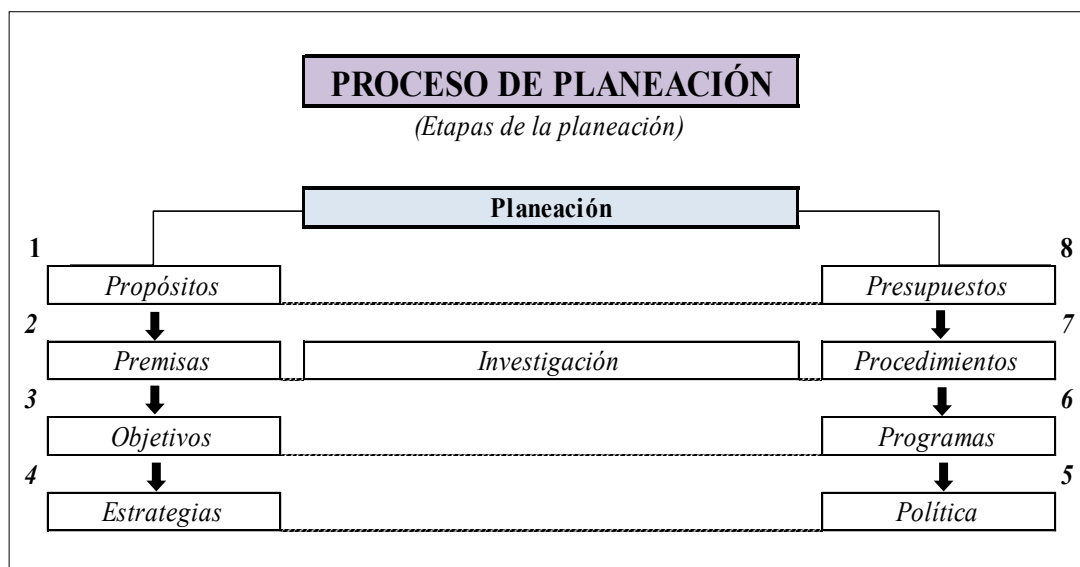 PROCESO DE PLANEACIÓN
(Etapas de la planeación)
Planeación
1 8
Propósitos Presupuestos
2 7
Premisas Investigación Procedimientos
3 6
Objetivos Programas
4 5
Estrategias Política